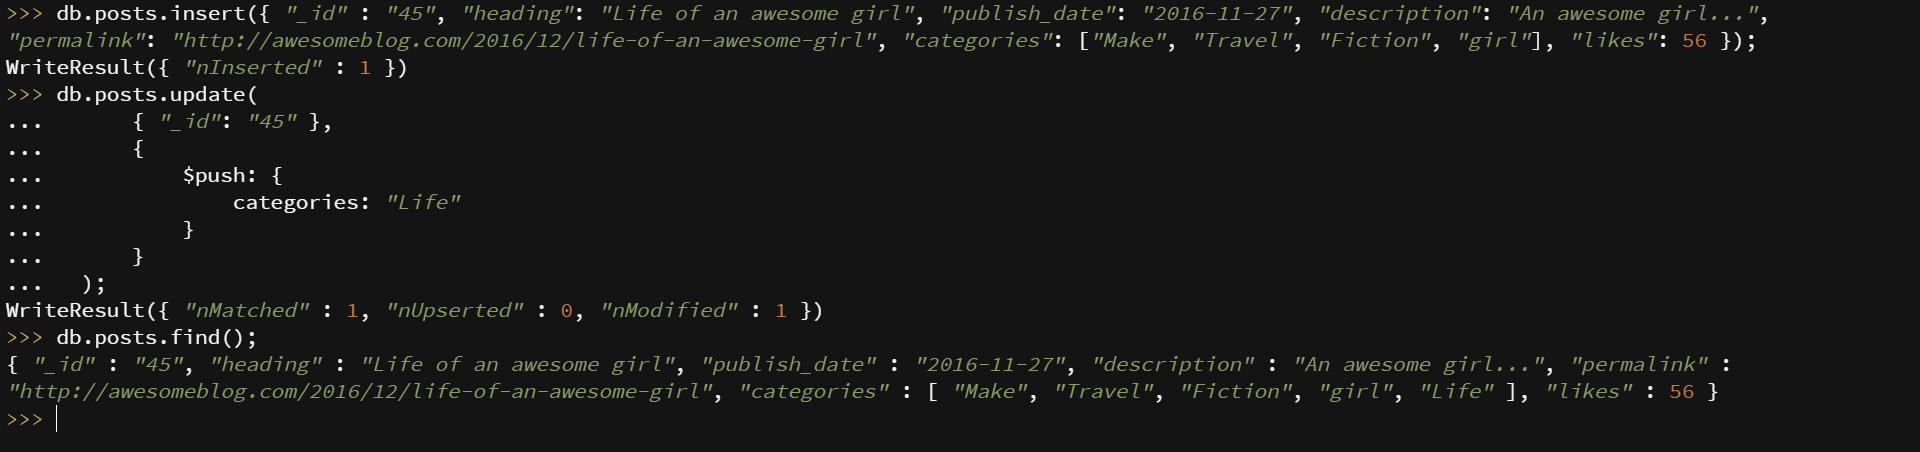 >>> db.posts.insert({ "_id" : "45", "heading": "Life of an awesome girl", "publish_date": "2016-11-27", "description": "An awesome girl...",
"permalink": "http://awesomeblog.com/2016/12/life-of-an-awesome-girl", "categories": ["Make", "Travel", "Fiction", "girl"], "likes": 56 });
WriteResult({ "nInserted" : 1 })
>>> db.posts.update(
...       { "_id": "45" },
...       {
...           $push: {
...               categories: "Life"
...           }
...       }
...   );
WriteResult({ "nMatched" : 1, "nUpserted" : 0, "nModified" : 1 })
>>> db.posts.find();
{ "_id" : "45", "heading" : "Life of an awesome girl", "publish_date" : "2016-11-27", "description" : "An awesome girl...", "permalink" :
"http://awesomeblog.com/2016/12/life-of-an-awesome-girl", "categories" : [ "Make", "Travel", "Fiction", "girl", "Life" ], "likes" : 56 }
>>>